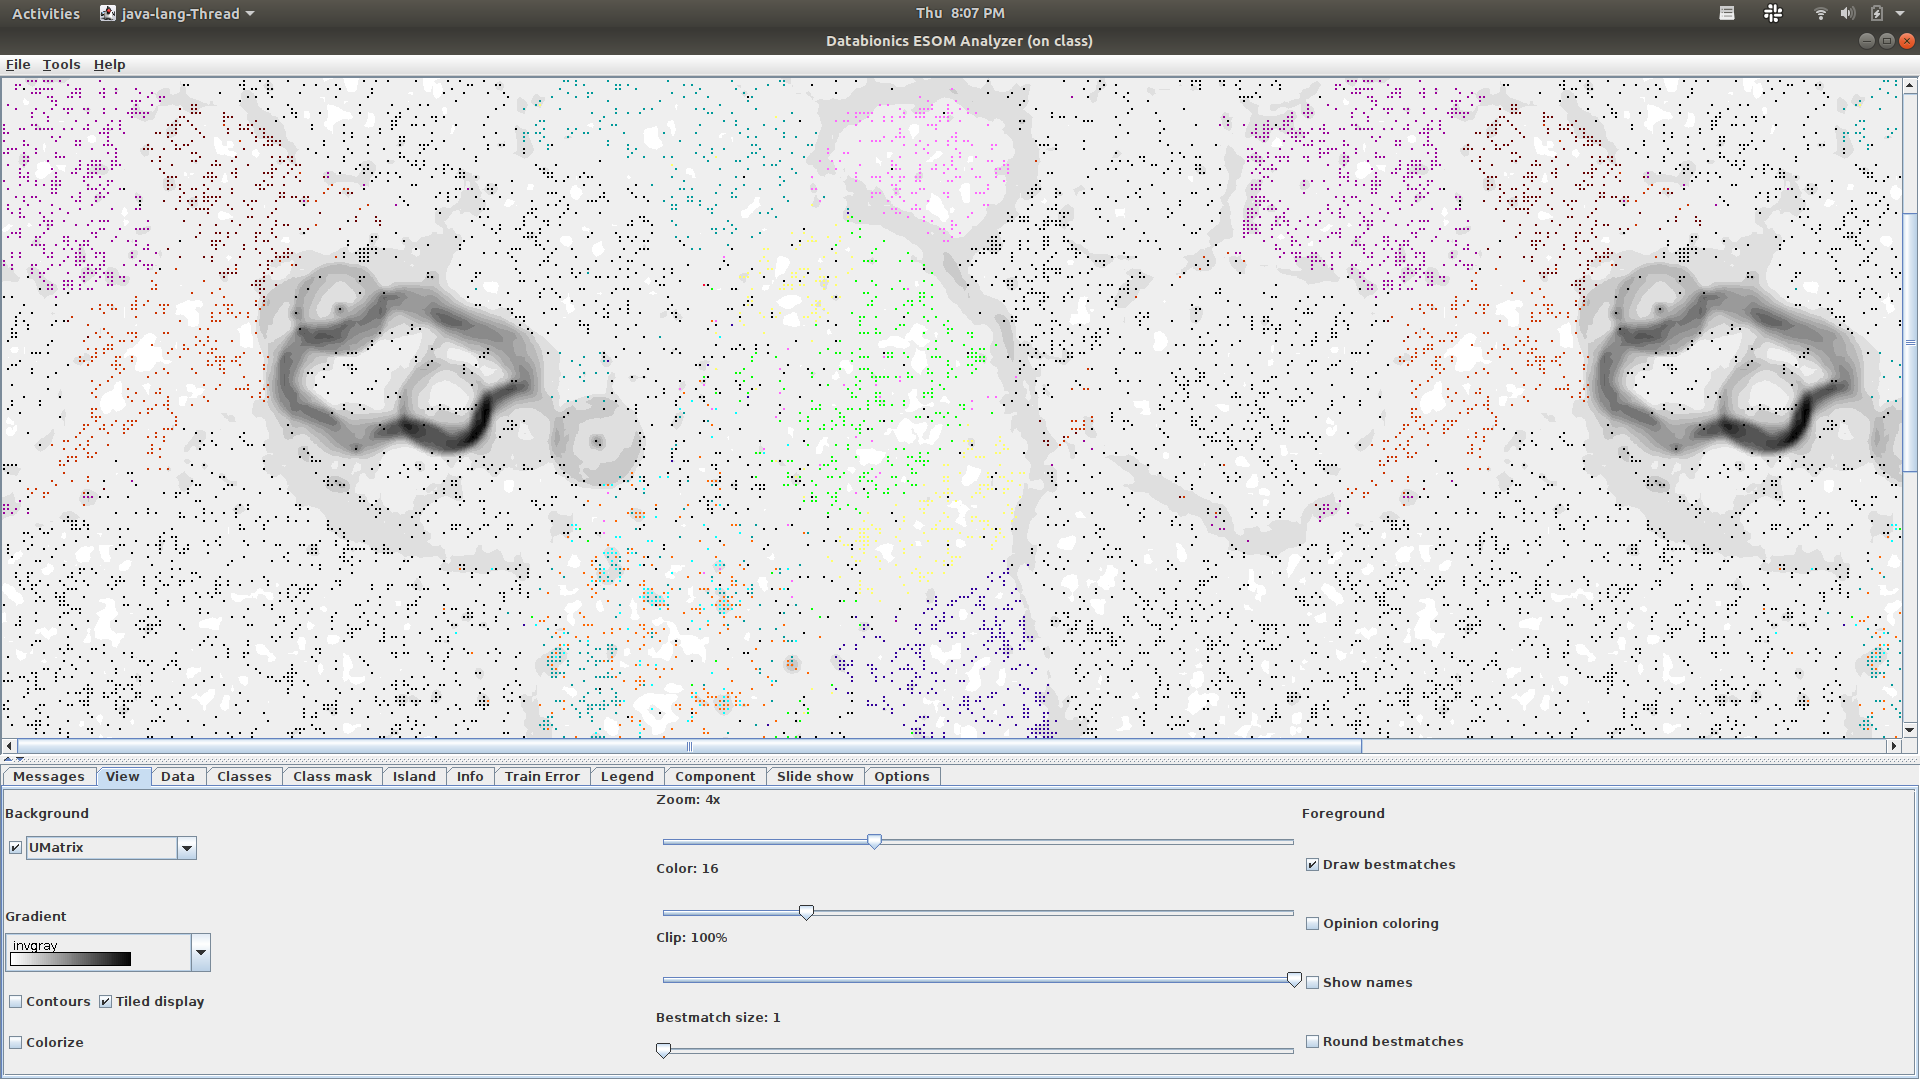 Activities java-lang-Thread Thu 8:07 PM
Databionics ESOM Analyzer (on class)
File Tools Help
Messages View Data Classes Class mask Island Info Train Error Legend Component Slide show Options
Background Zoom: 4x Foreground
UMatrix
Draw bestmatches
Color: 16
Gradient Opinion coloring
invgray
Clip: 100%
Show names
Contours Tiled display
Bestmatch size: 1
Colorize Round bestmatches